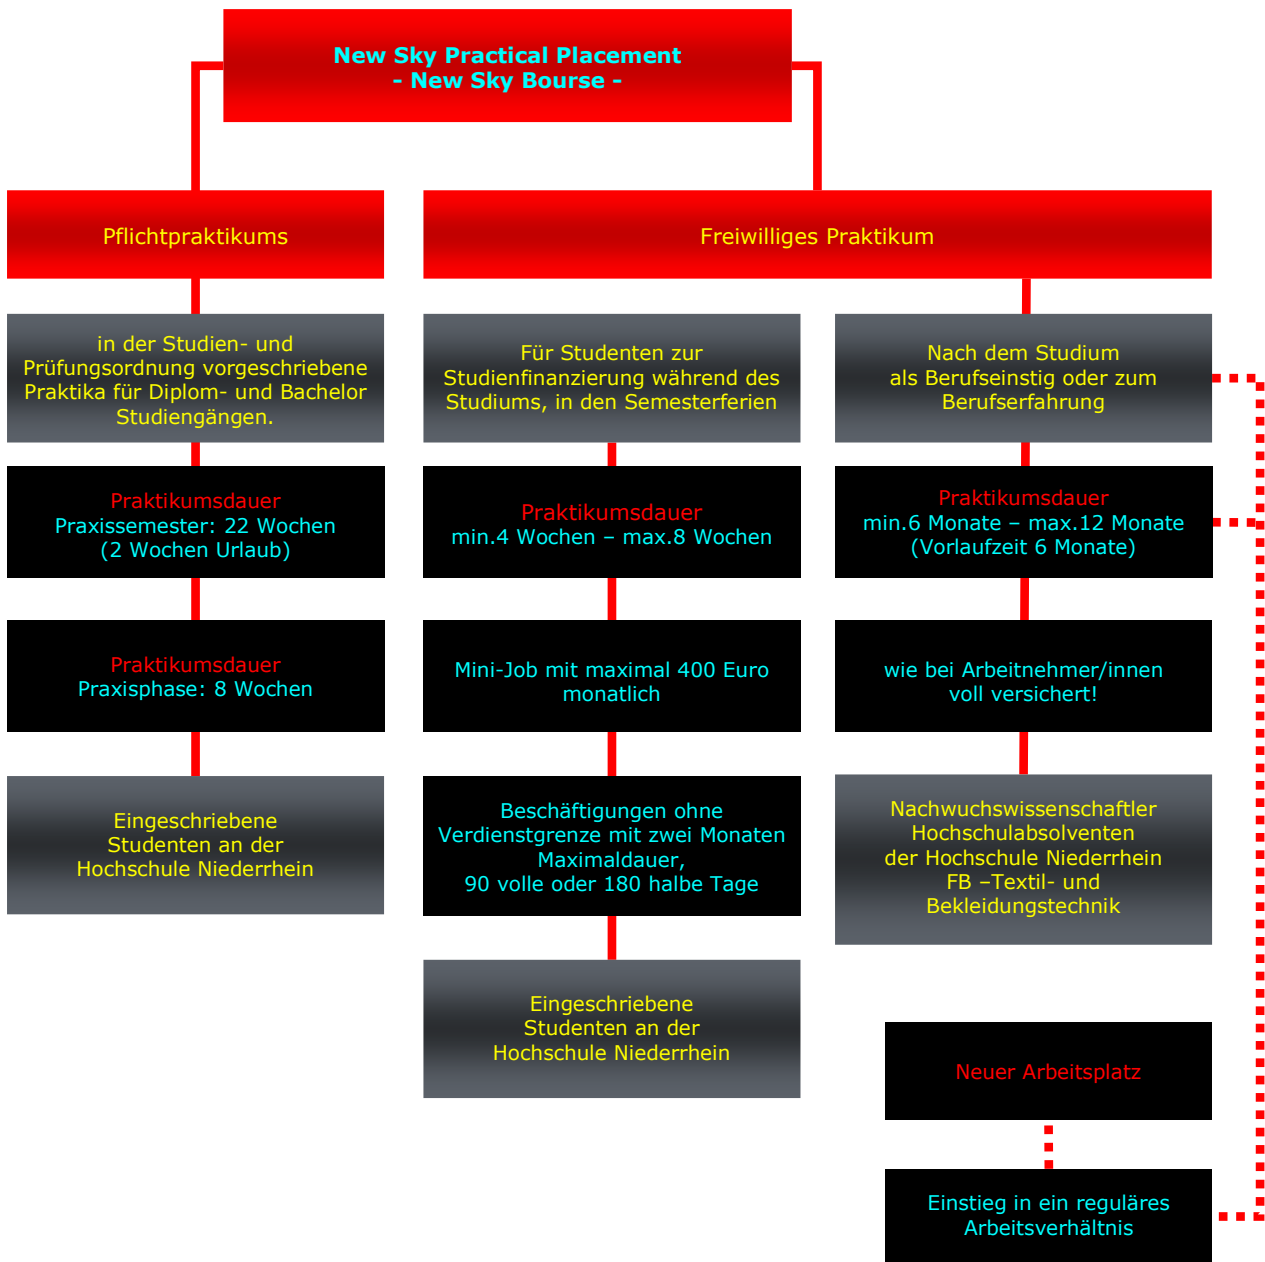 New Sky Practical Placement
- New Sky Bourse -
Pflichtpraktikums
Freiwilliges Praktikum
in der Studien- und
Prüfungsordnung vorgeschriebene
Praktika für Diplom- und Bachelor
Studiengängen.
Für Studenten zur
Studienfinanzierung während des
Studiums, in den Semesterferien
Nach dem Studium
als Berufseinstig oder zum
Berufserfahrung
Praktikumsdauer
Praxissemester: 22 Wochen
(2 Wochen Urlaub)
Praktikumsdauer
min.4 Wochen – max.8 Wochen
Praktikumsdauer
min.6 Monate – max.12 Monate
(Vorlaufzeit 6 Monate)
Praktikumsdauer
Praxisphase: 8 Wochen
Mini-Job mit maximal 400 Euro
monatlich
wie bei Arbeitnehmer/innen
voll versichert!
Eingeschriebene
Studenten an der
Hochschule Niederrhein
Beschäftigungen ohne
Verdienstgrenze mit zwei Monaten
Maximaldauer,
90 volle oder 180 halbe Tage
Nachwuchswissenschaftler
Hochschulabsolventen
der Hochschule Niederrhein
FB –Textil- und
Bekleidungstechnik
Eingeschriebene
Studenten an der
Hochschule Niederrhein
Neuer Arbeitsplatz
Einstieg in ein reguläres
Arbeitsverhältnis